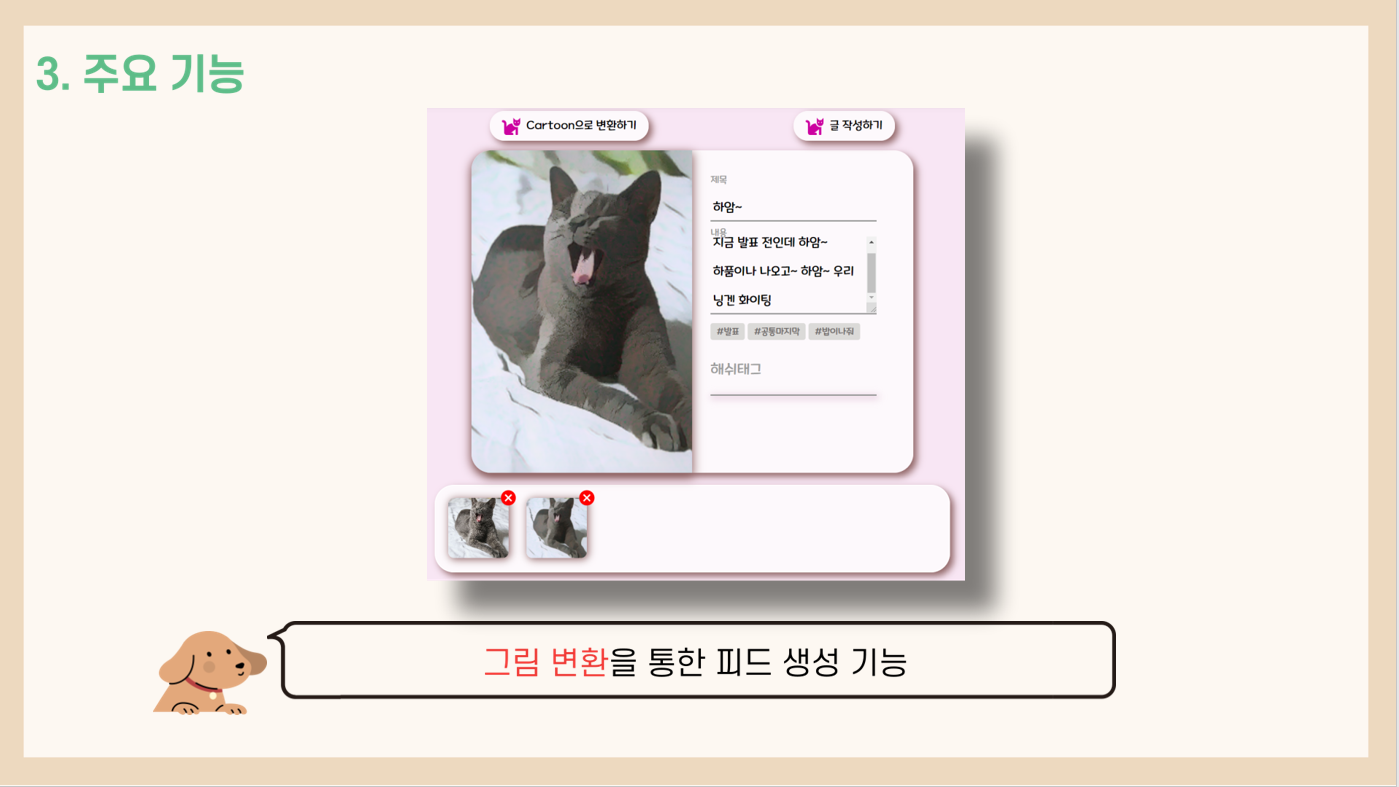 3. 주요 기능
Cartoon으로 변환하기
글 작성하기
제목
하암~
내용
지금 발표 전인데 하암~
하품이나 나오고~ 하암~ 우리
닝겐 화이팅
#발표 #공통마지막 #밥이나줘
해쉬태그
그림 변환을 통한 피드 생성 기능